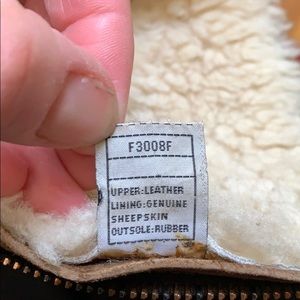 F3008F
UPPER:LEATHER
LINING:GENUINE
SHEEPSKIN
OUTSOLE:RUBBER